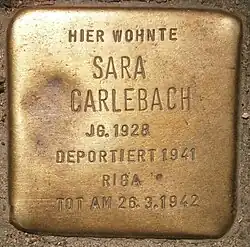 HIER WOHNTE
SARA
CARLEBACH
JG. 1928
DEPORTIERT 1941
RIGA
TOT AM 26.3.1942